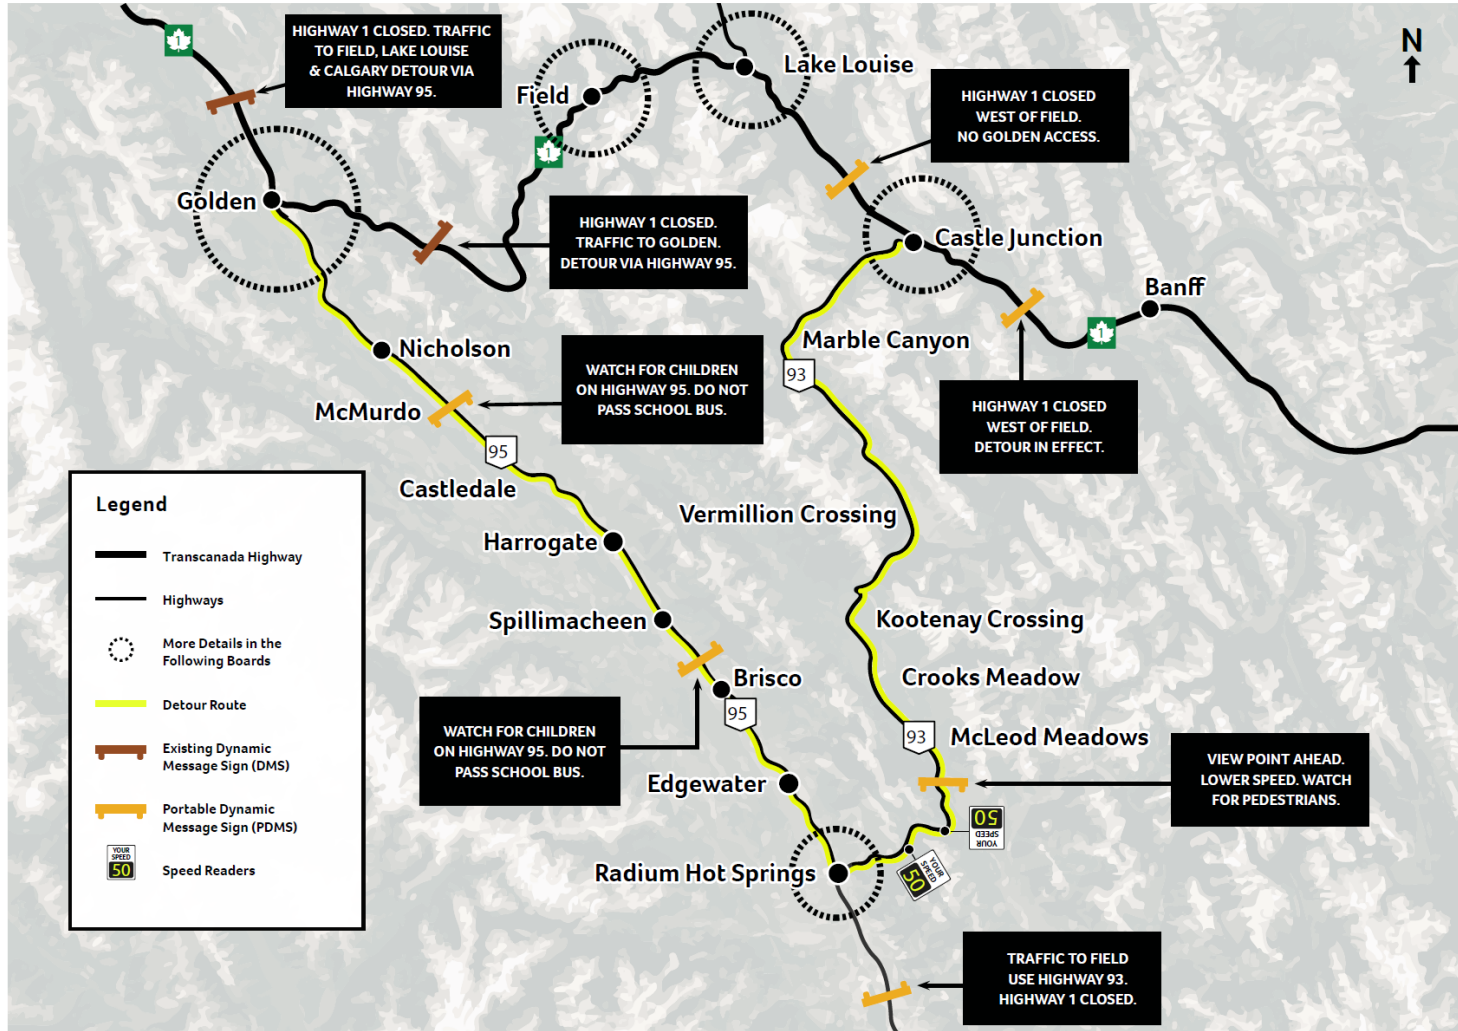 HIGHWAY 1 CLOSED. TRAFFIC
TO FIELD, LAKE LOUISE
& CALGARY DETOUR VIA
HIGHWAY 95.
1
N
Lake Louise
Field
HIGHWAY 1 CLOSED
WEST OF FIELD.
NO GOLDEN ACCESS.
1
Golden
HIGHWAY 1 CLOSED.
TRAFFIC TO GOLDEN.
DETOUR VIA HIGHWAY 95.
Castle Junction
Banff
1
Marble Canyon
93
Nicholson
WATCH FOR CHILDREN
ON HIGHWAY 95. DO NOT
PASS SCHOOL BUS.
HIGHWAY 1 CLOSED
WEST OF FIELD.
DETOUR IN EFFECT.
McMurdo
95
Castledale
Vermillion Crossing
Harrogate
Spillimacheen
Kootenay Crossing
Brisco
95
Crooks Meadow
93
McLeod Meadows
WATCH FOR CHILDREN
ON HIGHWAY 95. DO NOT
PASS SCHOOL BUS.
Edgewater
VIEW POINT AHEAD.
LOWER SPEED. WATCH
FOR PEDESTRIANS.
YOUR
SPEED
50
YOUR
SPEED
50
Radium Hot Springs
TRAFFIC TO FIELD
USE HIGHWAY 93.
HIGHWAY 1 CLOSED.
Legend
Transcanada Highway
Highways
More Details in the
Following Boards
Detour Route
Existing Dynamic
Message Sign (DMS)
Portable Dynamic
Message Sign (PDMS)
YOUR
SPEED
50
Speed Readers